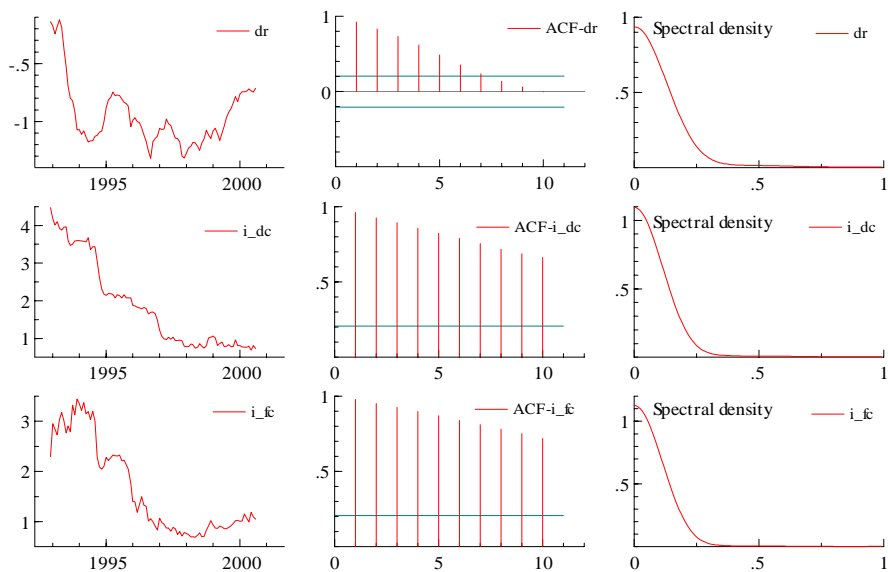 dr
-.5
-1
1995 2000
ACF-dr
1
0
0 5 10
Spectral density dr
1
.5
0 .5 1
i_dc
4
3
2
1
1995 2000
ACF-i_dc
1
.5
0 5 10
Spectral density i_dc
1
.5
0 .5 1
i_fc
3
2
1
1995 2000
ACF-i_fc
1
.5
0 5 10
Spectral density i_fc
1
.5
0 .5 1